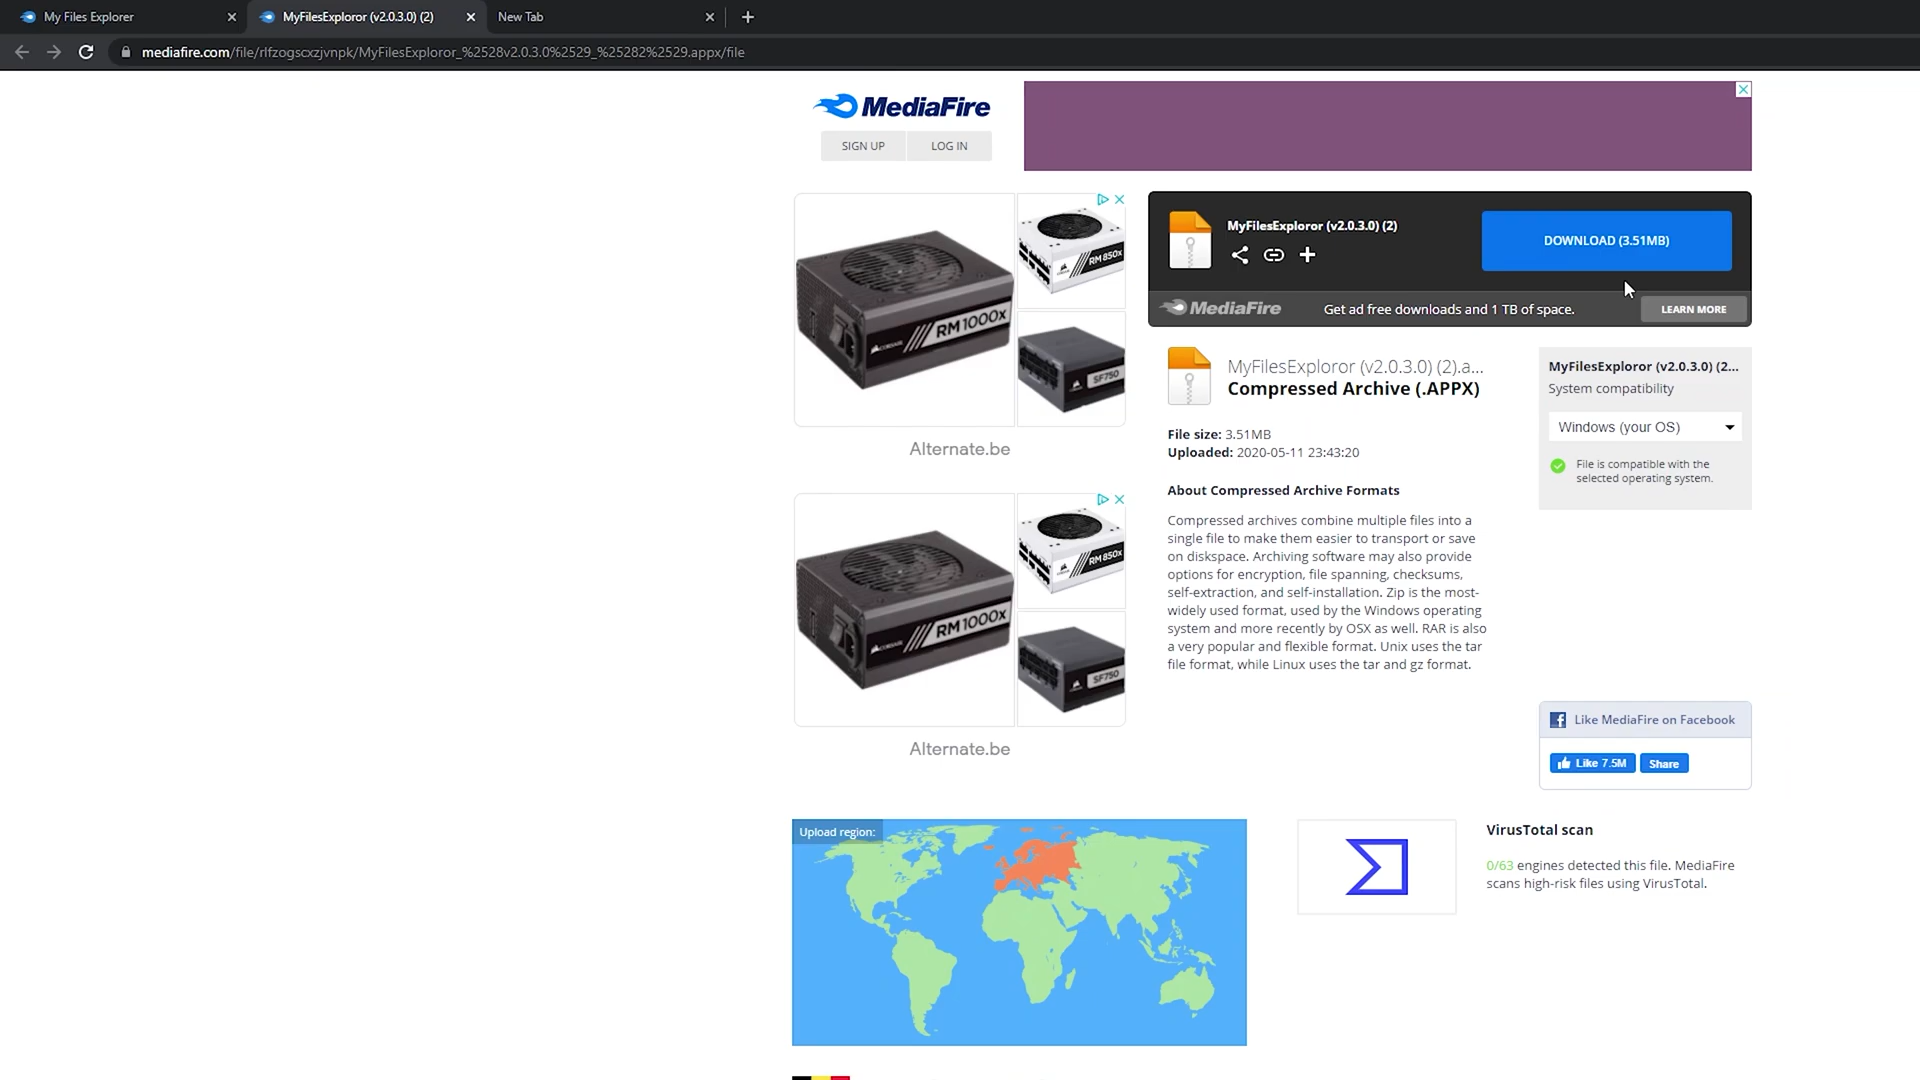 My Files Explorer
MyFilesExploror (v2.0.3.0) (2)
New Tab
mediafire.com/file/rlfzogscxzjvnpk/MyFilesExploror_%2528v2.0.3.0%2529_%25282%2529.appx/file
MediaFire
SIGN UP
LOG IN
MyFilesExploror (v2.0.3.0) (2)
DOWNLOAD (3.51MB)
MediaFire
Get ad free downloads and 1 TB of space.
LEARN MORE
RM1000x
CORSAIR
RM850x
SF750
Alternate.be
MyFilesExploror (v2.0.3.0) (2).a...
Compressed Archive (.APPX)
File size: 3.51MB
Uploaded: 2020-05-11 23:43:20
About Compressed Archive Formats
Compressed archives combine multiple files into a
single file to make them easier to transport or save
on diskspace. Archiving software may also provide
options for encryption, file spanning, checksums,
self-extraction, and self-installation. Zip is the most-
widely used format, used by the Windows operating
system and more recently by OSX as well. RAR is also
a very popular and flexible format. Unix uses the tar
file format, while Linux uses the tar and gz format.
MyFilesExploror (v2.0.3.0) (2...
System compatibility
Windows (your OS)
File is compatible with the
selected operating system.
RM1000x
CORSAIR
RM850x
SF750
Alternate.be
Like MediaFire on Facebook
Like 7.5M
Share
Upload region:
VirusTotal scan
0/63 engines detected this file. MediaFire
scans high-risk files using VirusTotal.